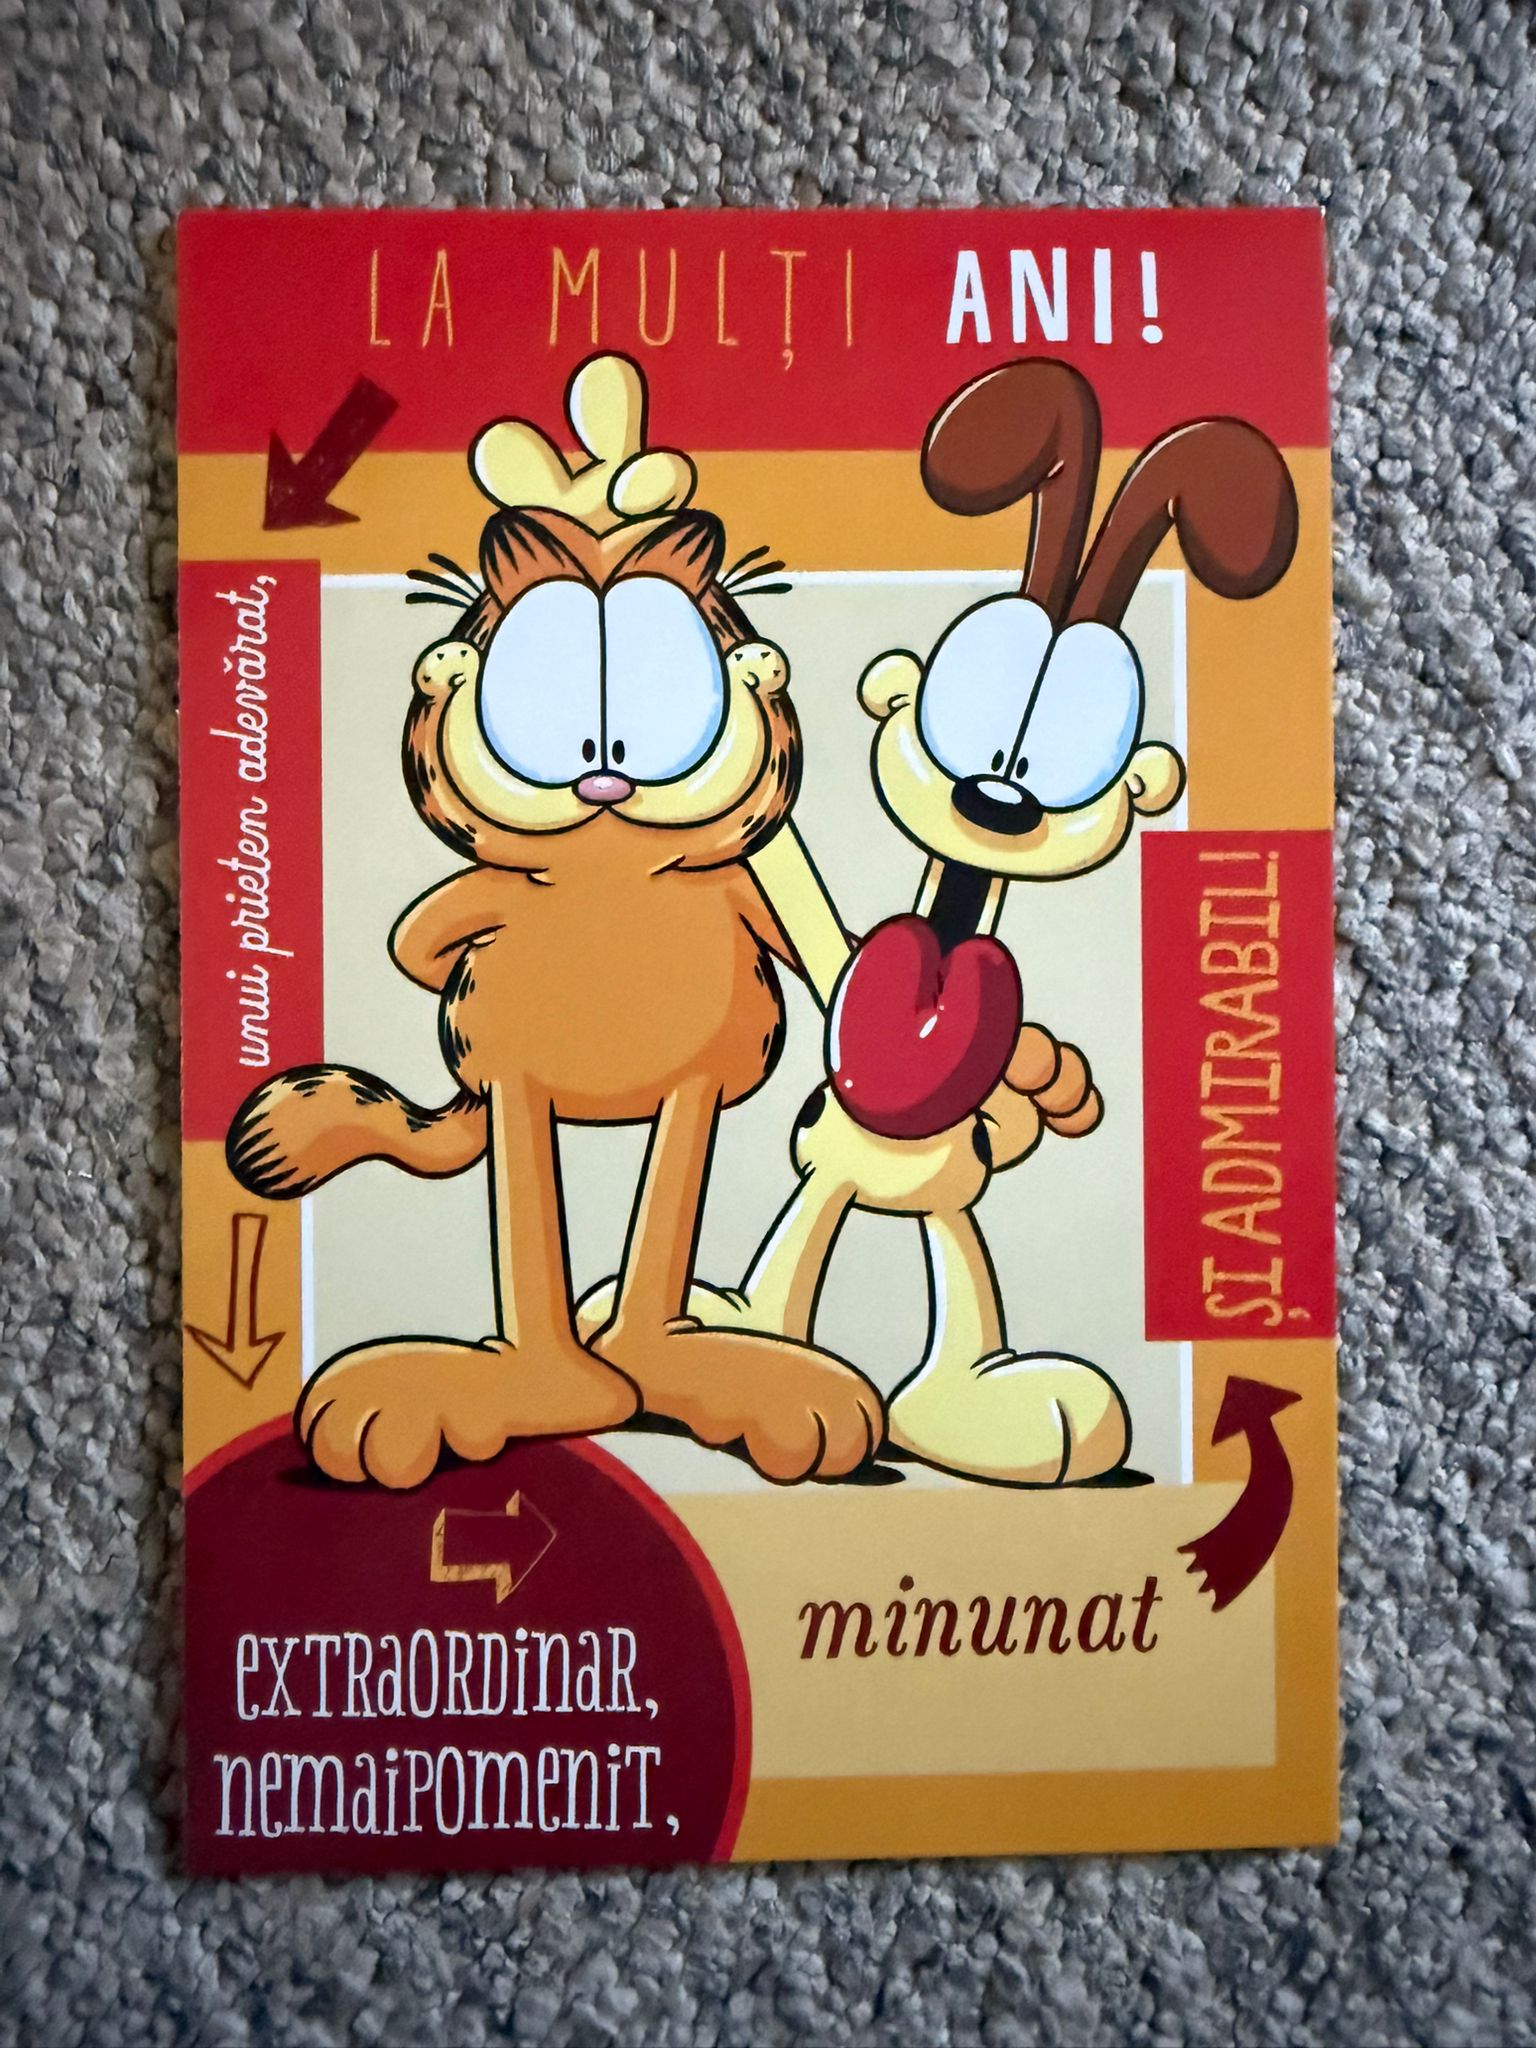 LA MULȚI ANI!
unui prieten adevărat,
extraordinar,
nemaipomenit,
minunat
ȘI ADMIRABIL!